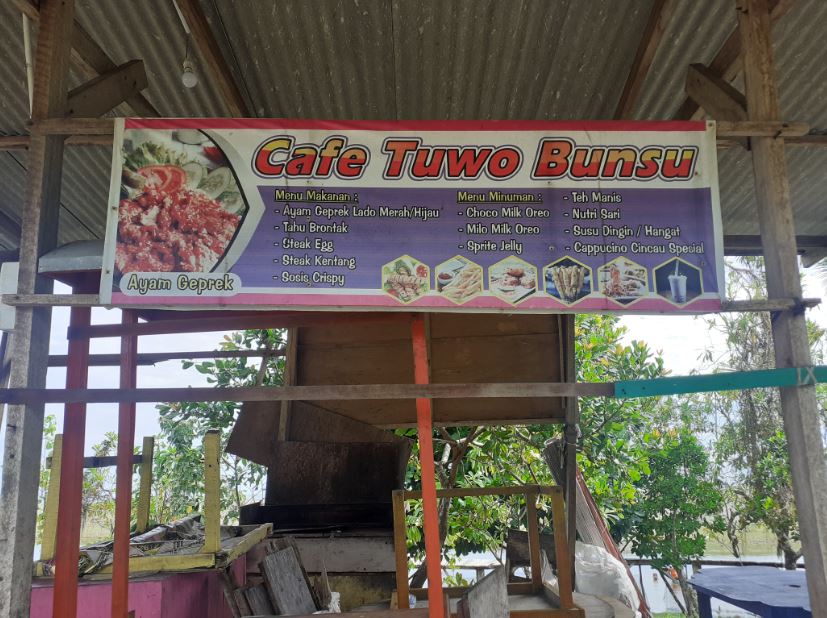 Cafe Tuwo Bunsu
Menu Makanan :
- Ayam Geprek Lado Merah/Hijau
- Tahu Brontak
- Steak Egg
- Steak Kentang
- Sosis Crispy
Menu Minuman :
- Choco Milk Oreo
- Milo Milk Oreo
- Sprite Jelly
- Teh Manis
- Nutri Sari
- Susu Dingin / Hangat
- Cappucino Cincau Spesial
Ayam Geprek